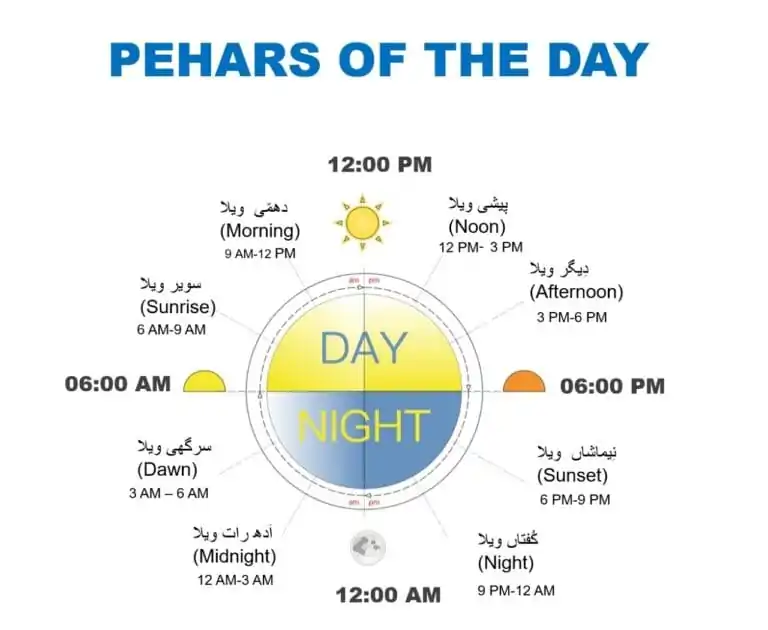 PEHARS OF THE DAY
12:00 PM
دھمّی ویلا
(Morning)
9 AM-12 PM
پیشی ویلا
(Noon)
12 PM- 3 PM
سویر ویلا
(Sunrise)
6 AM-9 AM
دِیگر ویلا
(Afternoon)
3 PM-6 PM
am pm
DAY
06:00 AM
06:00 PM
NIGHT
سرگھی ویلا
(Dawn)
3 AM – 6 AM
نیماشاں ویلا
(Sunset)
6 PM-9 PM
am pm
اَدھ رات ویلا
(Midnight)
12 AM-3 AM
کُفتاں ویلا
(Night)
9 PM-12 AM
12:00 AM